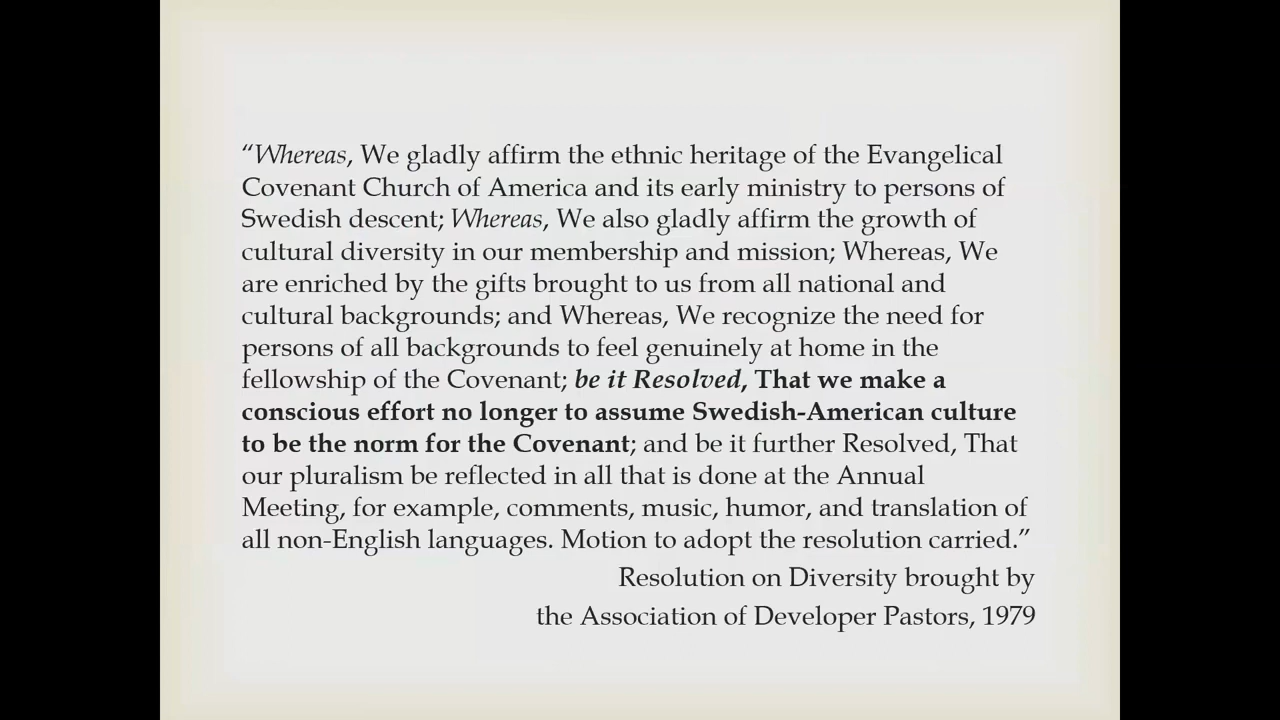 “Whereas, We gladly affirm the ethnic heritage of the Evangelical
Covenant Church of America and its early ministry to persons of
Swedish descent; Whereas, We also gladly affirm the growth of
cultural diversity in our membership and mission; Whereas, We
are enriched by the gifts brought to us from all national and
cultural backgrounds; and Whereas, We recognize the need for
persons of all backgrounds to feel genuinely at home in the
fellowship of the Covenant; be it Resolved, That we make a
conscious effort no longer to assume Swedish-American culture
to be the norm for the Covenant; and be it further Resolved, That
our pluralism be reflected in all that is done at the Annual
Meeting, for example, comments, music, humor, and translation of
all non-English languages. Motion to adopt the resolution carried.”
Resolution on Diversity brought by
the Association of Developer Pastors, 1979